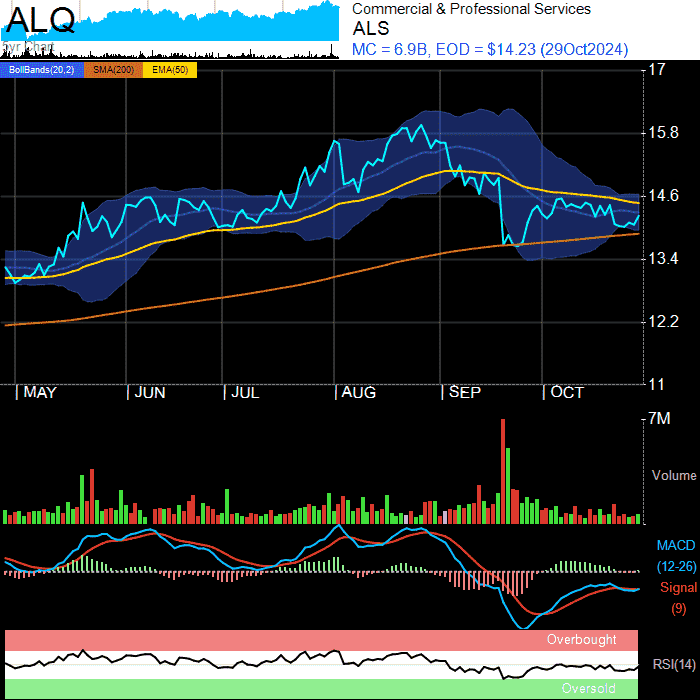 ALQ
5yr Chart
Commercial & Professional Services
ALS
MC = 6.9B, EOD = $14.23 (29Oct2024)
BollBands(20,2) SMA(200) EMA(50)
17
15.8
14.6
13.4
12.2
11
| MAY | JUN | JUL | AUG | SEP | OCT
7M
Volume
MACD
(12-26)
Signal
(9)
Overbought
RSI(14)
Oversold